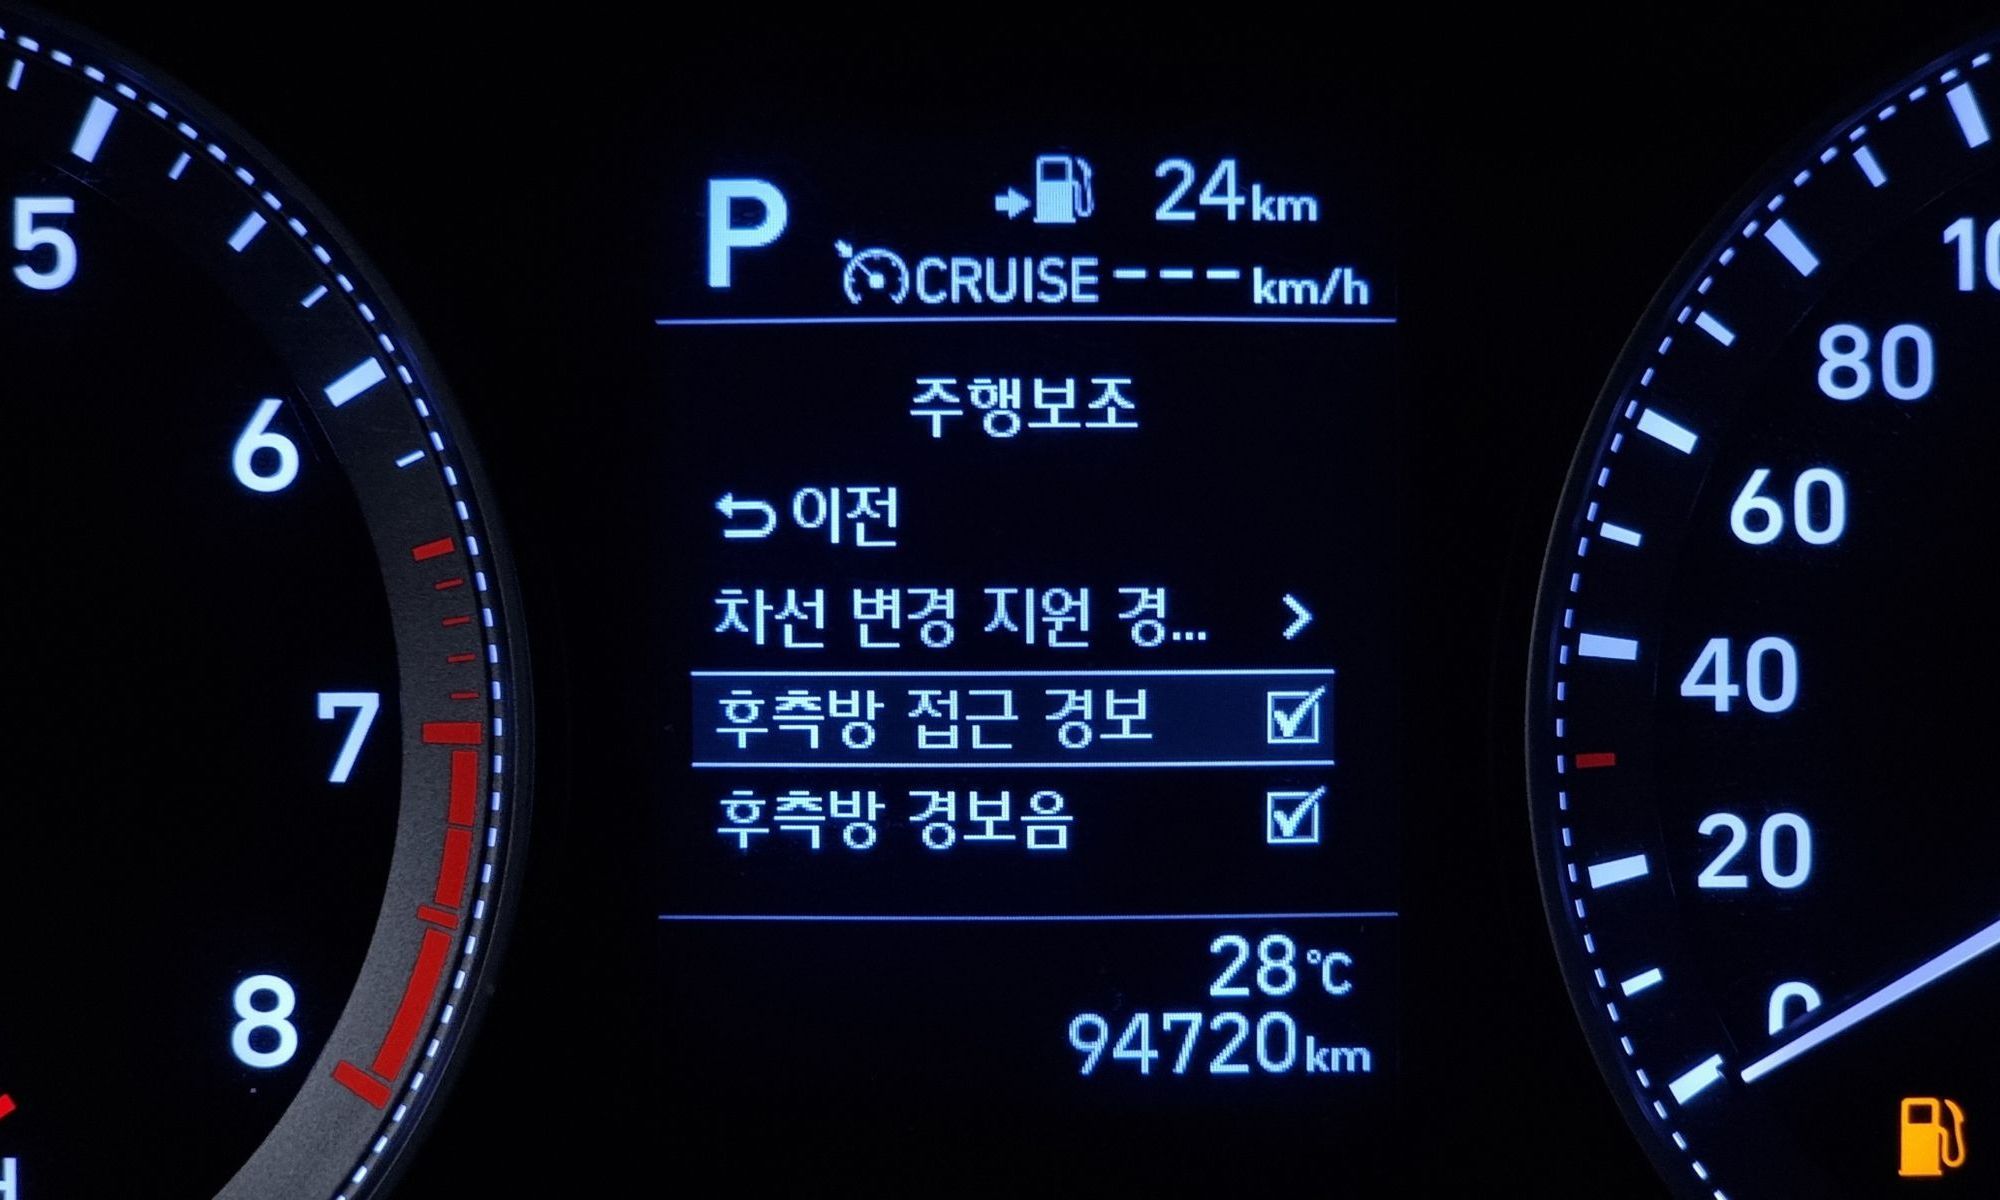 P
24km
CRUISE ---km/h
주행보조
이전
차선 변경 지원 경...
후측방 접근 경보
후측방 경보음
28℃
94720km
5
6
7
8
80
60
40
20
0